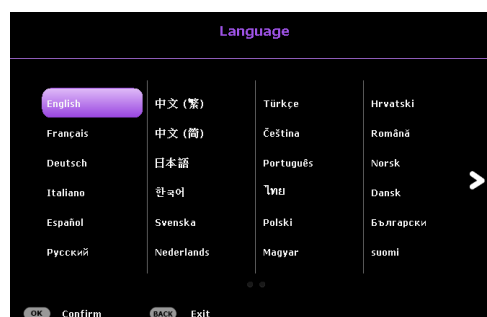 Language
English
Français
Deutsch
Italiano
Español
Русский
中文 (繁)
中文 (简)
日本語
한국어
Svenska
Nederlands
Türkçe
Čeština
Português
ไทย
Polski
Magyar
Hrvatski
Română
Norsk
Dansk
Български
suomi
OK Confirm BACK Exit